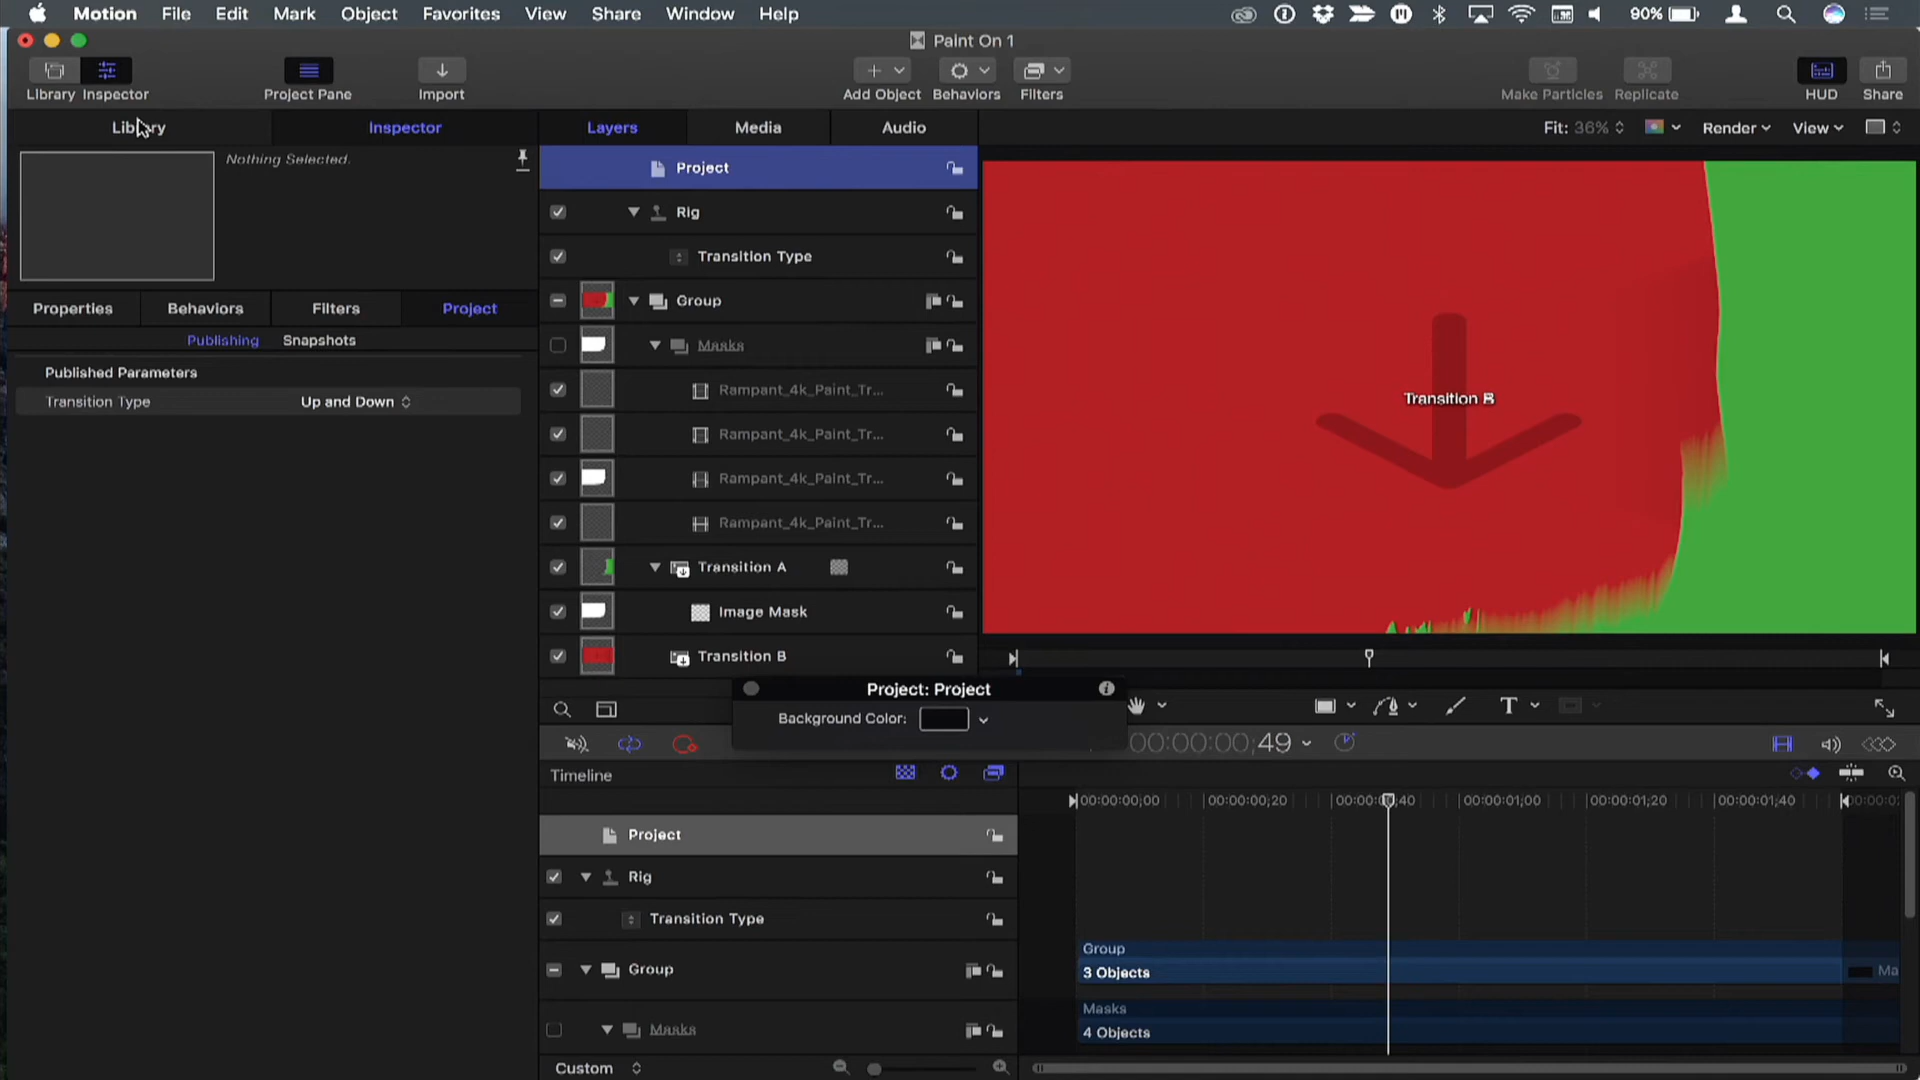 Motion File Edit Mark Object Favorites View Share Window Help 90%
Paint On 1
Library Inspector Project Pane Import Add Object Behaviors Filters Make Particles Replicate HUD Share
Library Inspector Layers Media Audio Fit: 36% Render View
Nothing Selected.
Project
Rig
Transition Type
Group
Properties Behaviors Filters Project
Publishing Snapshots
Masks
Published Parameters
Transition Type Up and Down
Rampant_4k_Paint_Tr...
Transition B
Rampant_4k_Paint_Tr...
Rampant_4k_Paint_Tr...
Rampant_4k_Paint_Tr...
Transition A
Image Mask
Transition B
Project: Project
Background Color:
T
00:00:00;49
Timeline
00:00:00;00 00:00:00;20 00:00:00;40 00:00:01;00 00:00:01;20 00:00:01;40
Project
Rig
Transition Type
Group
Group
3 Objects
Ma
Masks
Masks
4 Objects
Custom